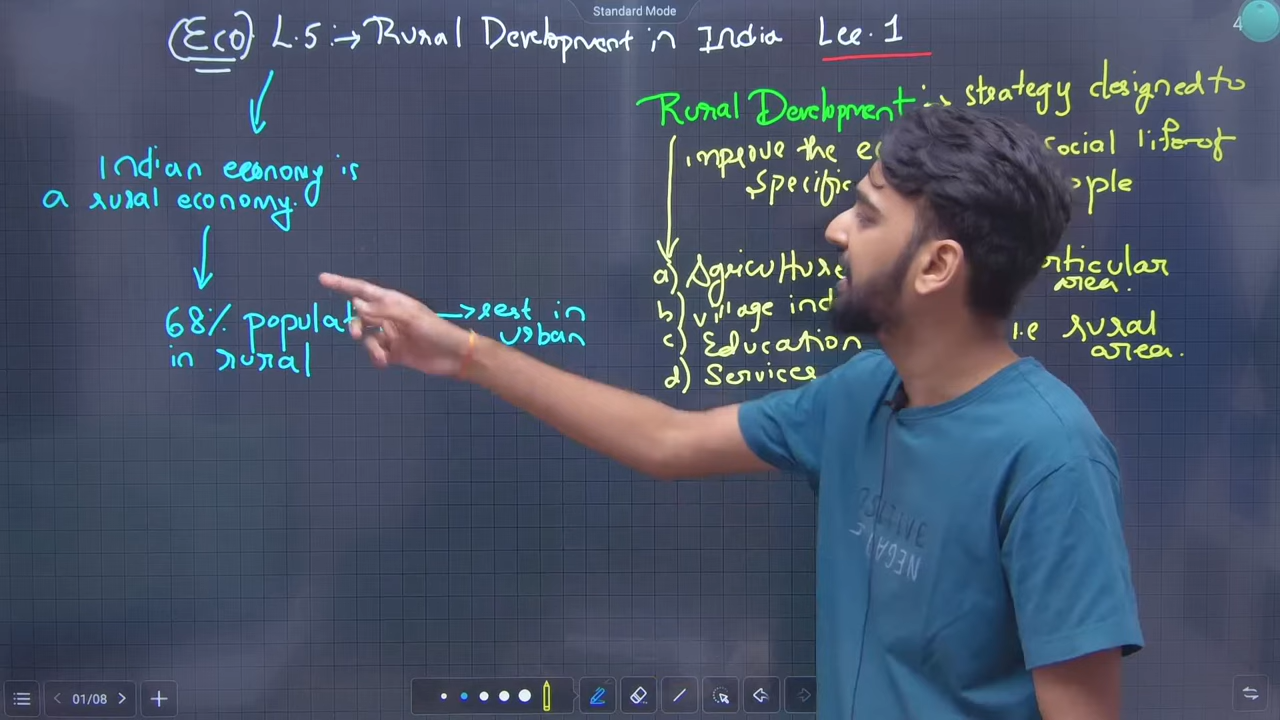 Standard Mode
4
(Eco) L.5 :→ Rural Development in India Lec. 1
Indian economy is
a rural economy.
68% populat
in rural
→ rest in
urban
Rural Development :→ strategy designed to
improve the social life of
specific
a) Agriculture
b) Village ind
c) Education
d) Services
area.
i.e rural
area.
01/08